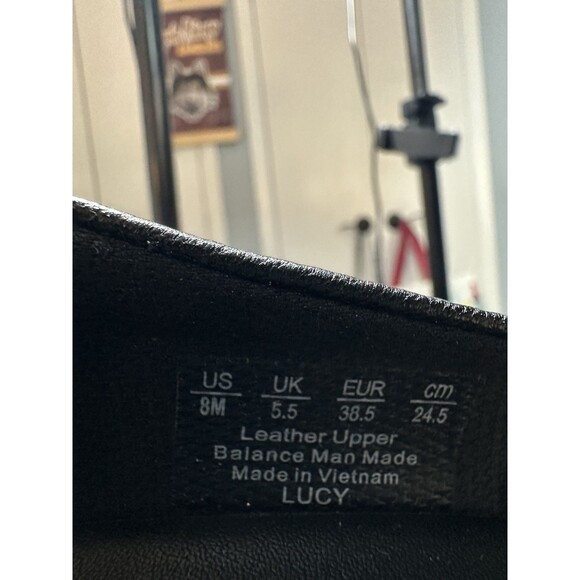 US UK EUR cm
8M 5.5 38.5 24.5
Leather Upper
Balance Man Made
Made in Vietnam
LUCY